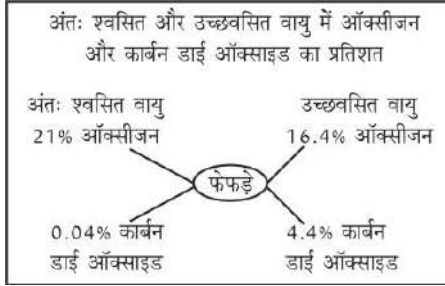 अंतः श्वसित और उच्छवसित वायु में ऑक्सीजन
और कार्बन डाई ऑक्साइड का प्रतिशत
अंतः श्वसित वायु
21% ऑक्सीजन
उच्छवसित वायु
16.4% ऑक्सीजन
फेफड़े
0.04% कार्बन
डाई ऑक्साइड
4.4% कार्बन
डाई ऑक्साइड